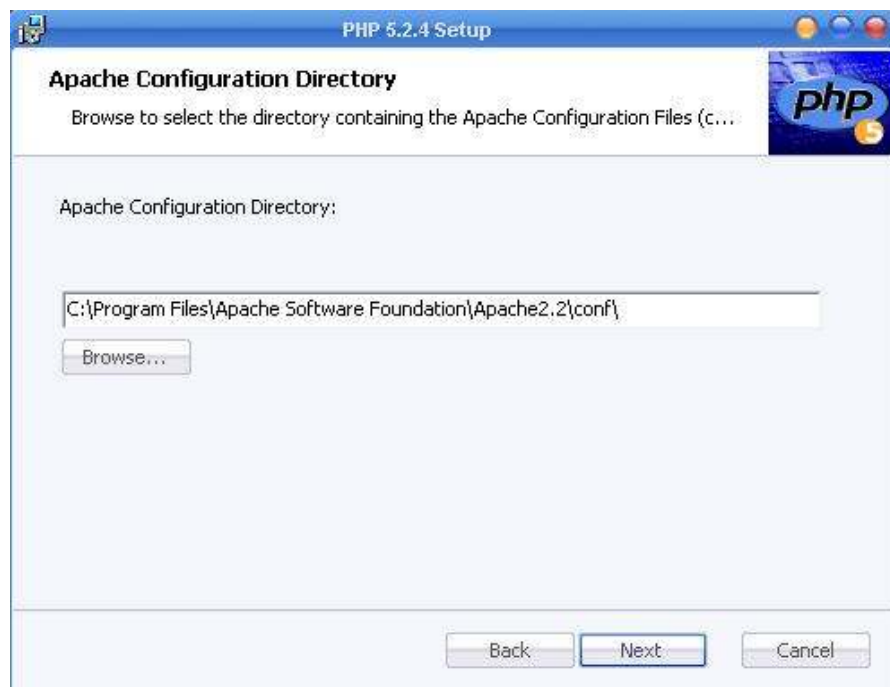 PHP 5.2.4 Setup
Apache Configuration Directory
Browse to select the directory containing the Apache Configuration Files (c...
php
5
Apache Configuration Directory:
C:\Program Files\Apache Software Foundation\Apache2.2\conf\
Browse...
Back Next Cancel